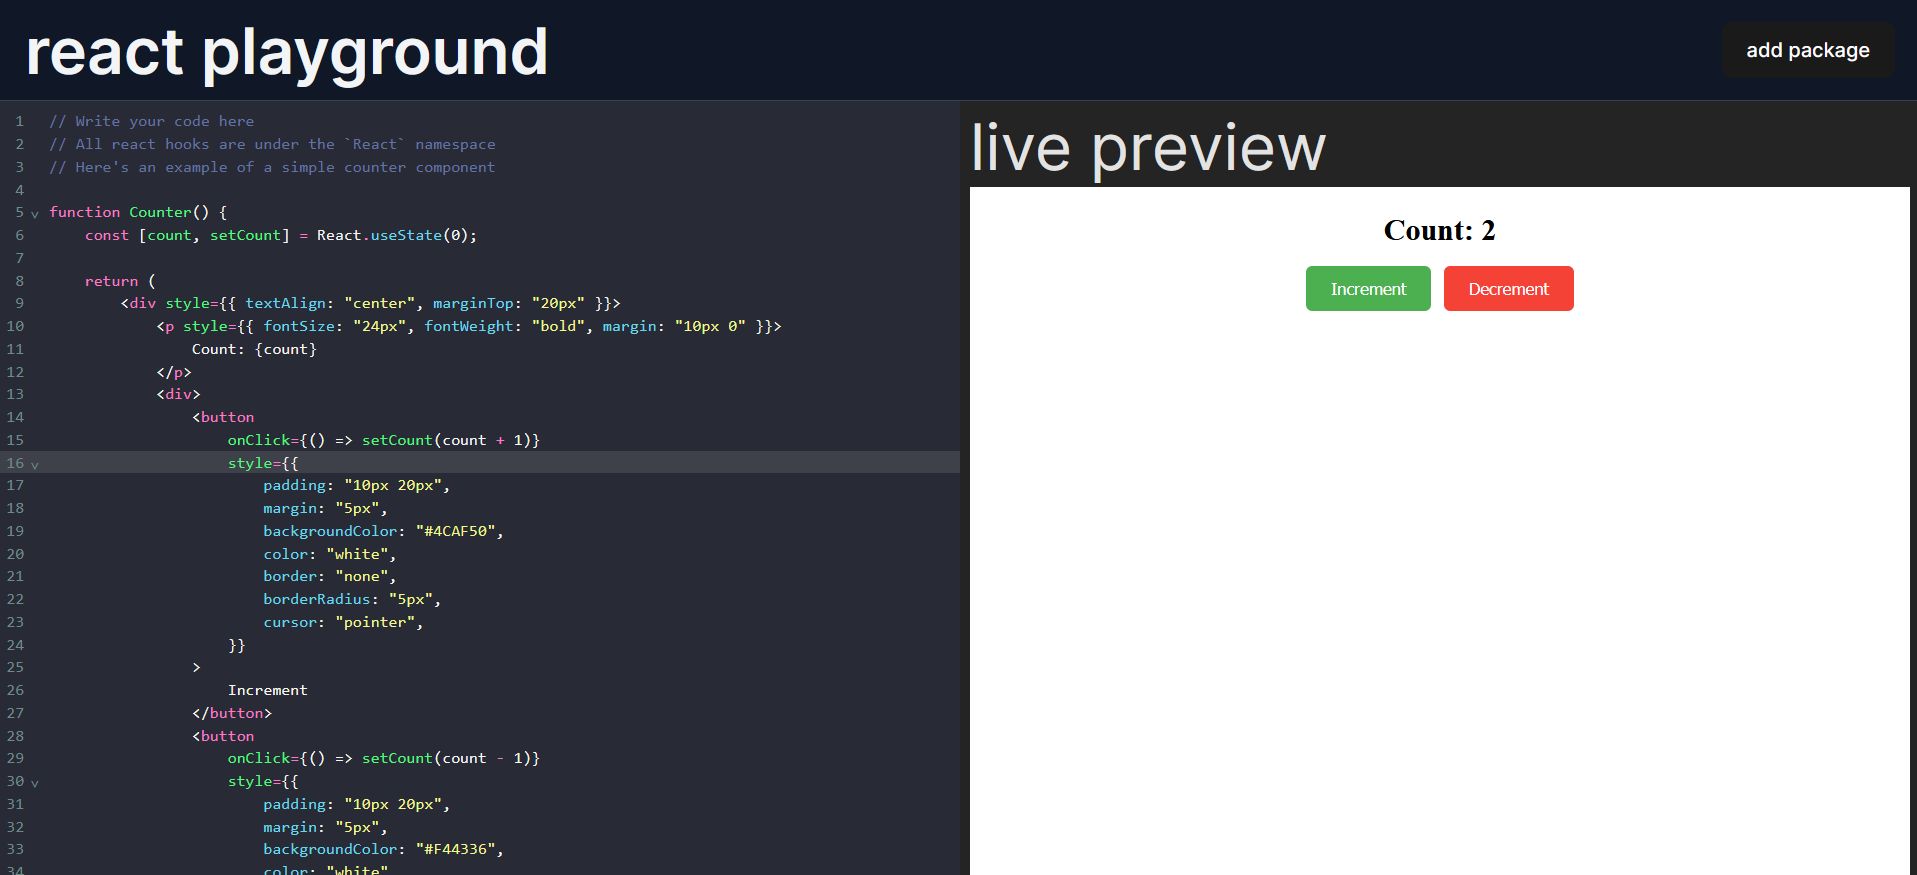 react playground
add package
1 // Write your code here
2 // All react hooks are under the `React` namespace
3 // Here's an example of a simple counter component
4
5 function Counter() {
6 const [count, setCount] = React.useState(0);
7
8 return (
9 <div style={{ textAlign: "center", marginTop: "20px" }}>
10 <p style={{ fontSize: "24px", fontWeight: "bold", margin: "10px 0" }}>
11 Count: {count}
12 </p>
13 <div>
14 <button
15 onClick={() => setCount(count + 1)}
16 style={{
17 padding: "10px 20px",
18 margin: "5px",
19 backgroundColor: "#4CAF50",
20 color: "white",
21 border: "none",
22 borderRadius: "5px",
23 cursor: "pointer",
24 }}
25 >
26 Increment
27 </button>
28 <button
29 onClick={() => setCount(count - 1)}
30 style={{
31 padding: "10px 20px",
32 margin: "5px",
33 backgroundColor: "#F44336",
34 color: "white"
live preview
Count: 2
Increment
Decrement